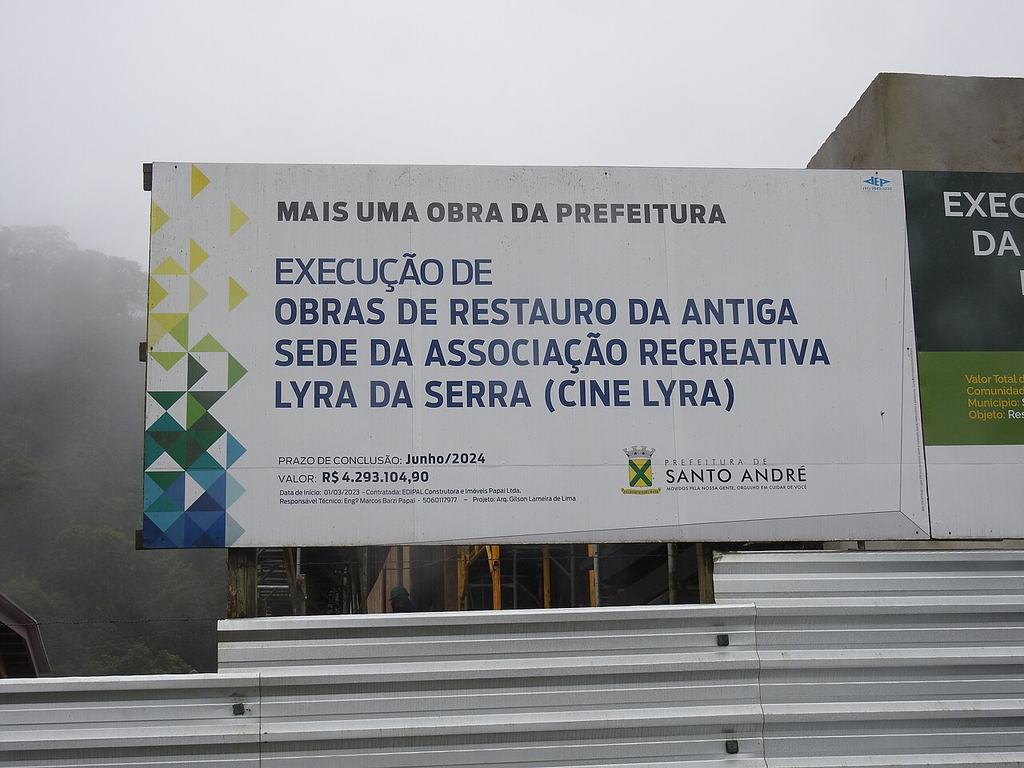 MAIS UMA OBRA DA PREFEITURA
EXECUÇÃO DE
OBRAS DE RESTAURO DA ANTIGA
SEDE DA ASSOCIAÇÃO RECREATIVA
LYRA DA SERRA (CINE LYRA)
PRAZO DE CONCLUSÃO: Junho/2024
VALOR: R$ 4.293.104,90
Data de Início: 01/03/2023 - Contratada: EDIPAL Construtora e Imóveis Papai Ltda.
Responsável Técnico: Engº Marcos Barzi Papai - 5060117977 – Projeto: Arq. Gilson Lameira de Lima
PREFEITURA DE
SANTO ANDRÉ
MOVIDOS PELA NOSSA GENTE, ORGULHO EM CUIDAR DE VOCÊ
EXEC
DA
Valor Total d
Comunidad
Município: S
Objeto: Res